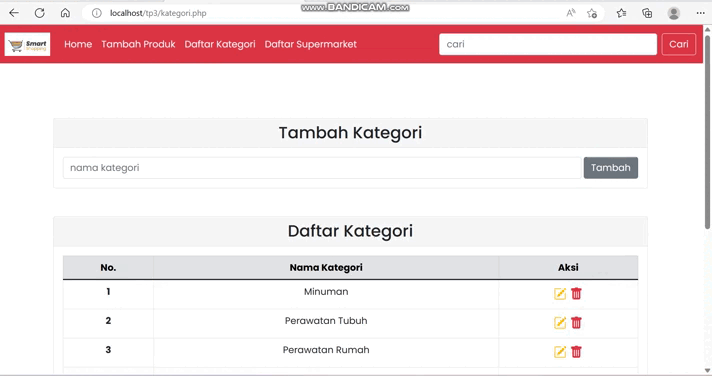 www.BANDICAM.com
localhost/tp3/kategori.php
Smart
Shopping
Home Tambah Produk Daftar Kategori Daftar Supermarket cari Cari
Tambah Kategori
nama kategori Tambah
Daftar Kategori
No. Nama Kategori Aksi
1 Minuman
2 Perawatan Tubuh
3 Perawatan Rumah